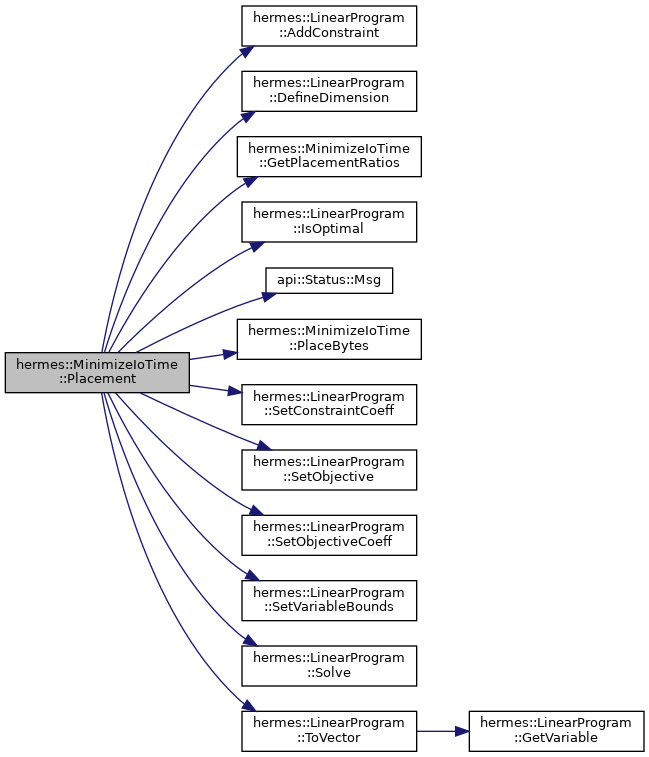 hermes::LinearProgram
::AddConstraint
hermes::LinearProgram
::DefineDimension
hermes::MinimizeIoTime
::GetPlacementRatios
hermes::LinearProgram
::IsOptimal
api::Status::Msg
hermes::MinimizeIoTime
::PlaceBytes
hermes::MinimizeIoTime
::Placement
hermes::LinearProgram
::SetConstraintCoeff
hermes::LinearProgram
::SetObjective
hermes::LinearProgram
::SetObjectiveCoeff
hermes::LinearProgram
::SetVariableBounds
hermes::LinearProgram
::Solve
hermes::LinearProgram
::ToVector
hermes::LinearProgram
::GetVariable